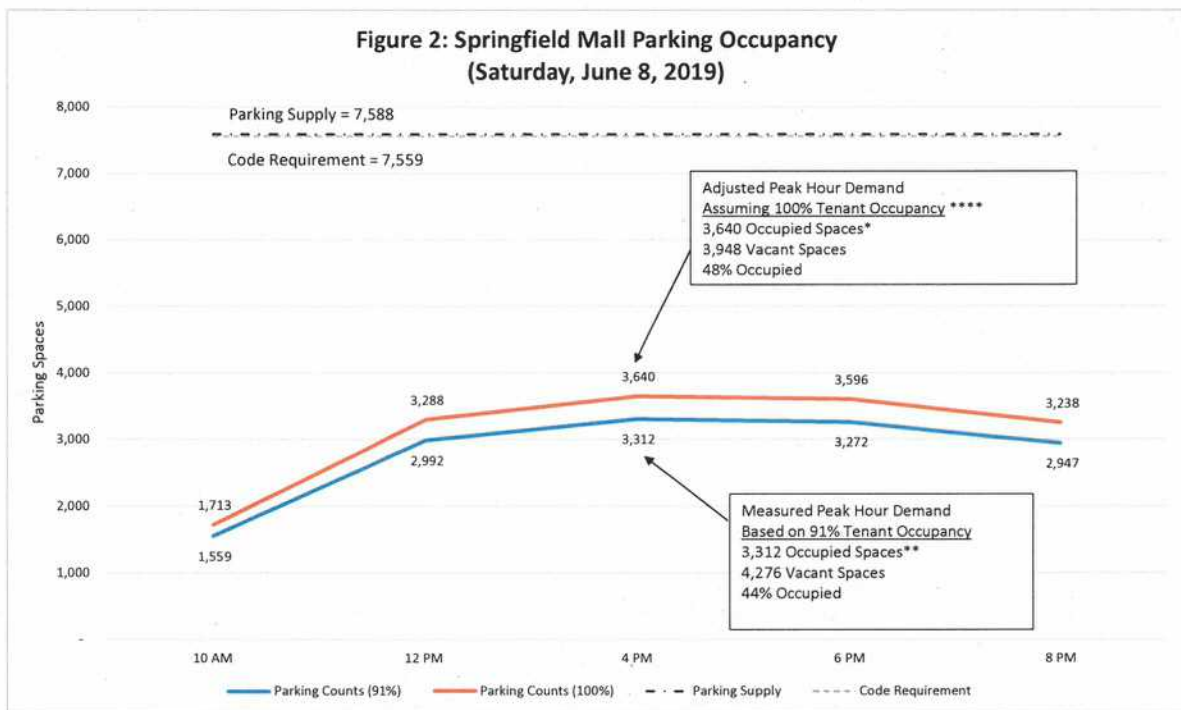 Figure 2: Springfield Mall Parking Occupancy
(Saturday, June 8, 2019)
8,000
Parking Supply = 7,588
Code Requirement = 7,559
7,000
Adjusted Peak Hour Demand
Assuming 100% Tenant Occupancy ****
3,640 Occupied Spaces*
3,948 Vacant Spaces
48% Occupied
6,000
5,000
Parking Spaces
4,000
3,640
3,596
3,288
3,238
3,000
2,992
3,312
3,272
2,947
2,000
1,713
1,559
Measured Peak Hour Demand
Based on 91% Tenant Occupancy
3,312 Occupied Spaces**
4,276 Vacant Spaces
44% Occupied
1,000
-
10 AM 12 PM 4 PM 6 PM 8 PM
Parking Counts (91%) Parking Counts (100%) Parking Supply Code Requirement